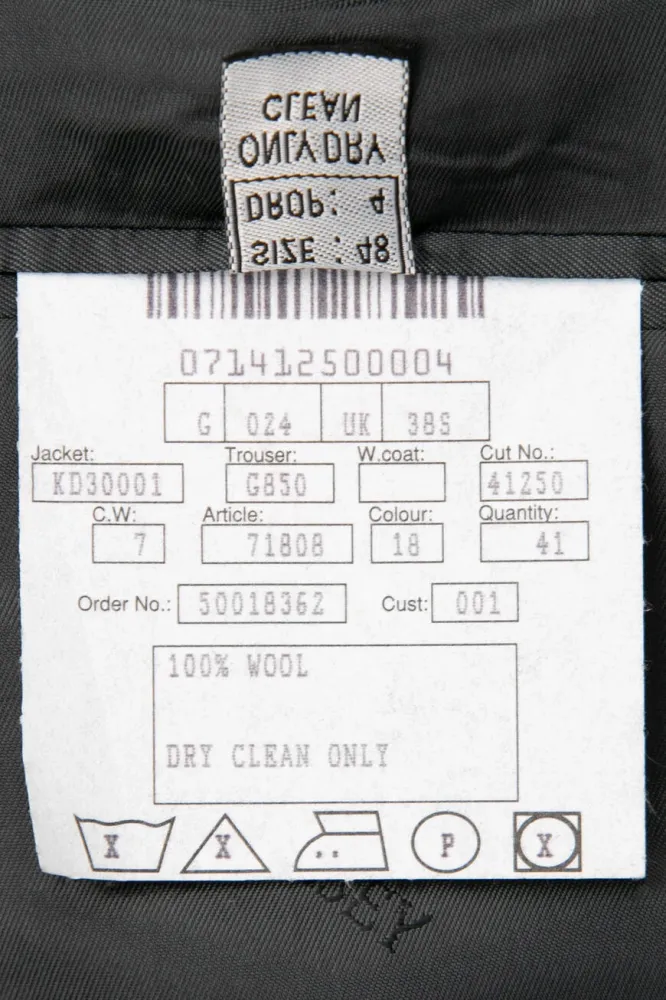 CLEAN
ONLY DRY
DROP: 4
SIZE : 48
071412500004
G 024 UK 38S
Jacket: Trouser: W.coat: Cut No.:
KD30001 G850 41250
C.W: Article: Colour: Quantity:
7 71808 18 41
Order No.: 50018362 Cust: 001
100% WOOL
DRY CLEAN ONLY
X X P X